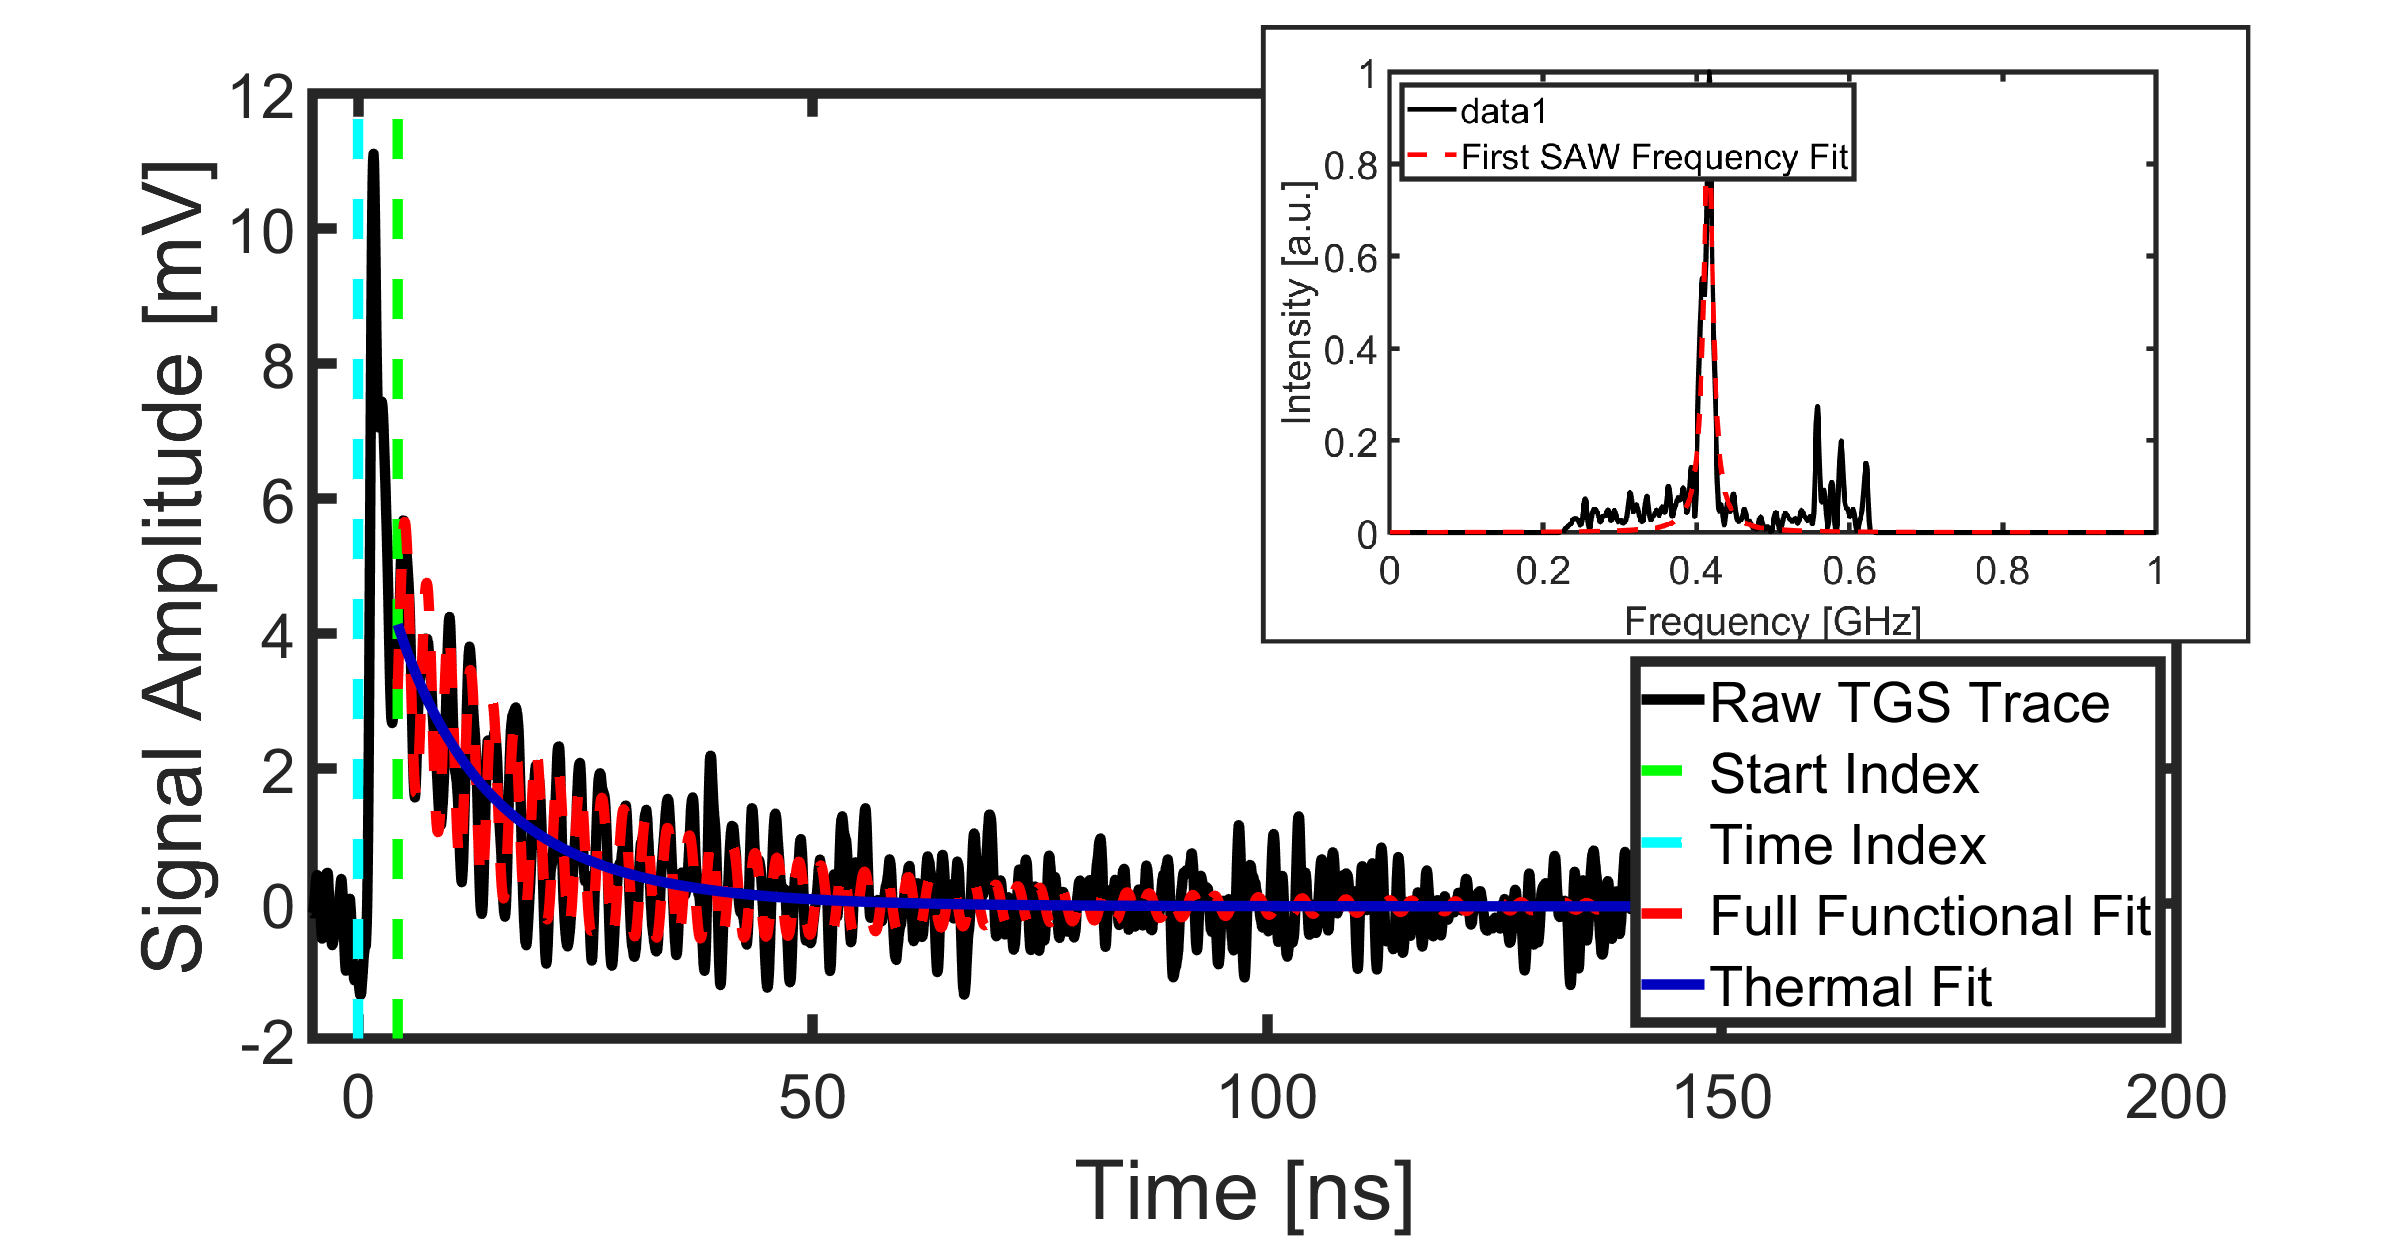 12
10
8
6
4
2
0
-2
Signal Amplitude [mV]
0
50
100
150
200
Time [ns]
1
0.8
0.6
0.4
0.2
0
Intensity [a.u.]
0
0.2
0.4
0.6
0.8
1
Frequency [GHz]
data1
First SAW Frequency Fit
Raw TGS Trace
Start Index
Time Index
Full Functional Fit
Thermal Fit